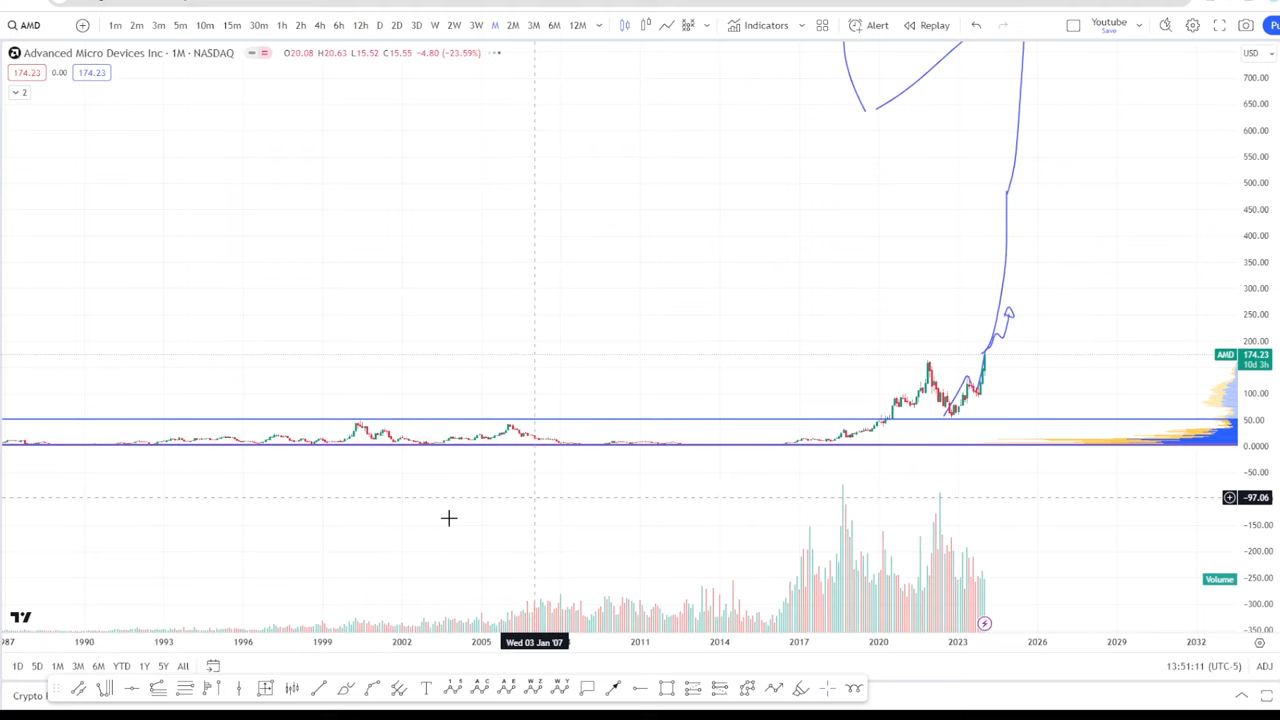 AMD 1m 2m 3m 5m 10m 15m 30m 1h 2h 4h 6h 12h D 2D 3D W 2W 3W M 2M 3M 6M 12M Indicators Alert Replay Youtube Save Pu
Advanced Micro Devices Inc · 1M · NASDAQ O20.08 H20.63 L15.52 C15.55 −4.80 (−23.59%) USD
174.23 0.00 174.23
2
700.00
650.00
600.00
550.00
500.00
450.00
400.00
350.00
300.00
250.00
200.00
AMD 174.23
10d 3h
100.00
50.00
0.0000
−50.00
−97.06
−150.00
−200.00
Volume −250.00
−300.00
−350.00
987 1990 1993 1996 1999 2002 2005 Wed 03 Jan '07 2011 2014 2017 2020 2023 2026 2029 2032
1D 5D 1M 3M 6M YTD 1Y 5Y All 13:51:11 (UTC-5) ADJ
Crypto